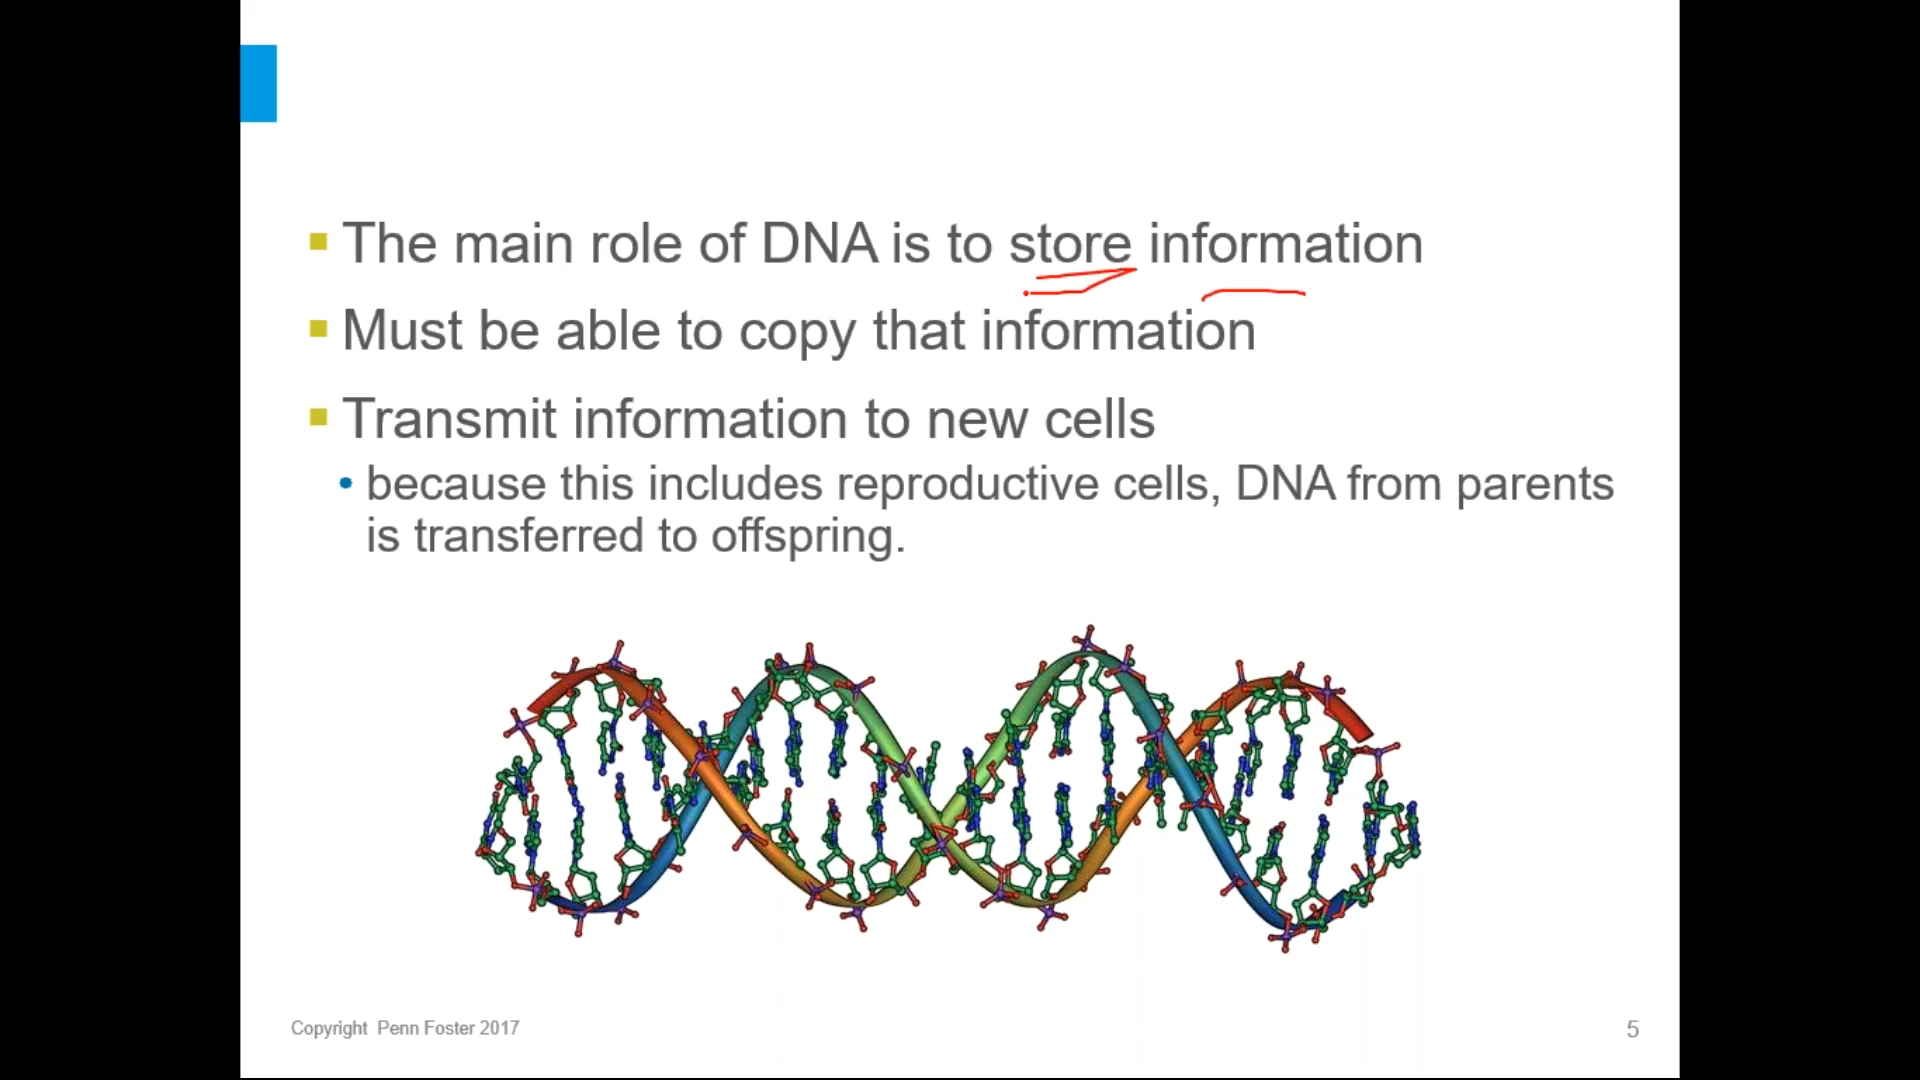 The main role of DNA is to store information
Must be able to copy that information
Transmit information to new cells
because this includes reproductive cells, DNA from parents
is transferred to offspring.
Copyright Penn Foster 2017
5